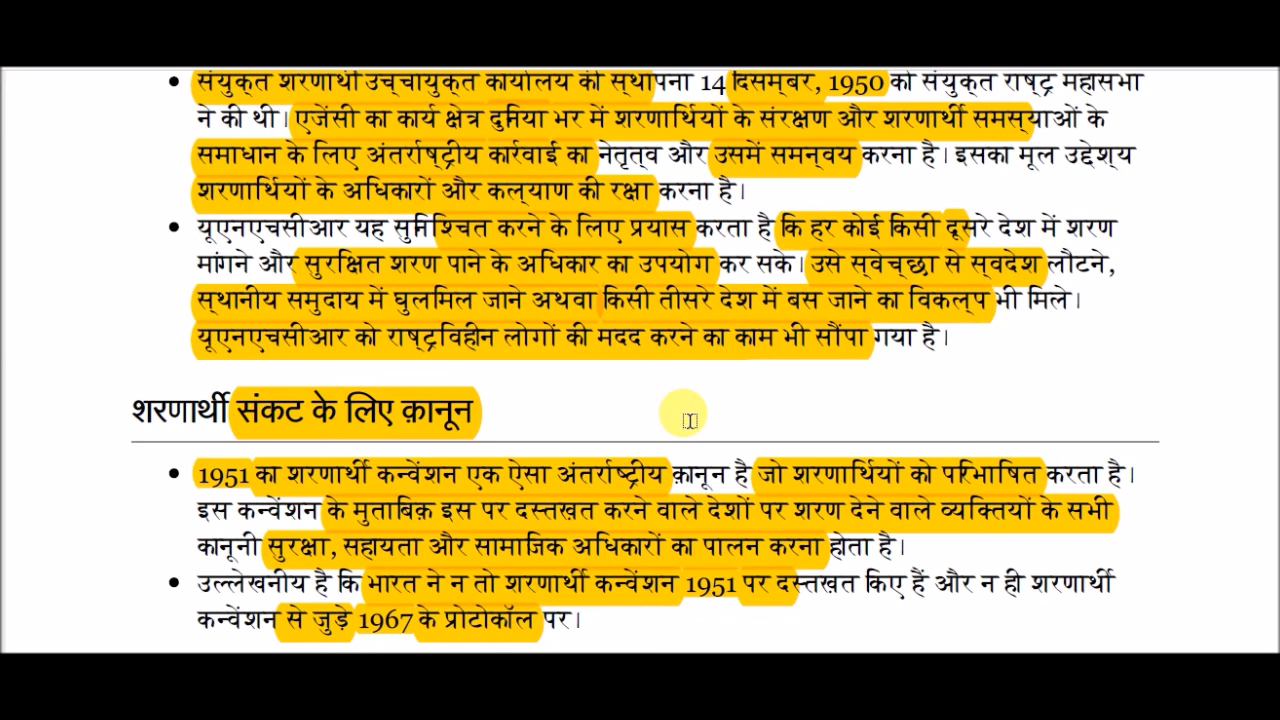 संयुक्त शरणार्थी उच्चायुक्त कार्यालय की स्थापना 14 दिसम्बर, 1950 को संयुक्त राष्ट्र महासभा
ने की थी। एजेंसी का कार्य क्षेत्र दुनिया भर में शरणार्थियों के संरक्षण और शरणार्थी समस्याओं के
समाधान के लिए अंतर्राष्ट्रीय कार्रवाई का नेतृत्व और उसमें समन्वय करना है। इसका मूल उद्देश्य
शरणार्थियों के अधिकारों और कल्याण की रक्षा करना है।
यूएनएचसीआर यह सुनिश्चित करने के लिए प्रयास करता है कि हर कोई किसी दूसरे देश में शरण
मांगने और सुरक्षित शरण पाने के अधिकार का उपयोग कर सके। उसे स्वेच्छा से स्वदेश लौटने,
स्थानीय समुदाय में घुलमिल जाने अथवा किसी तीसरे देश में बस जाने का विकल्प भी मिले।
यूएनएचसीआर को राष्ट्रविहीन लोगों की मदद करने का काम भी सौंपा गया है।
शरणार्थी संकट के लिए क़ानून
1951 का शरणार्थी कन्वेंशन एक ऐसा अंतर्राष्ट्रीय क़ानून है जो शरणार्थियों को परिभाषित करता है।
इस कन्वेंशन के मुताबिक़ इस पर दस्तख़त करने वाले देशों पर शरण देने वाले व्यक्तियों के सभी
कानूनी सुरक्षा, सहायता और सामाजिक अधिकारों का पालन करना होता है।
उल्लेखनीय है कि भारत ने न तो शरणार्थी कन्वेंशन 1951 पर दस्तख़त किए हैं और न ही शरणार्थी
कन्वेंशन से जुड़े 1967 के प्रोटोकॉल पर।